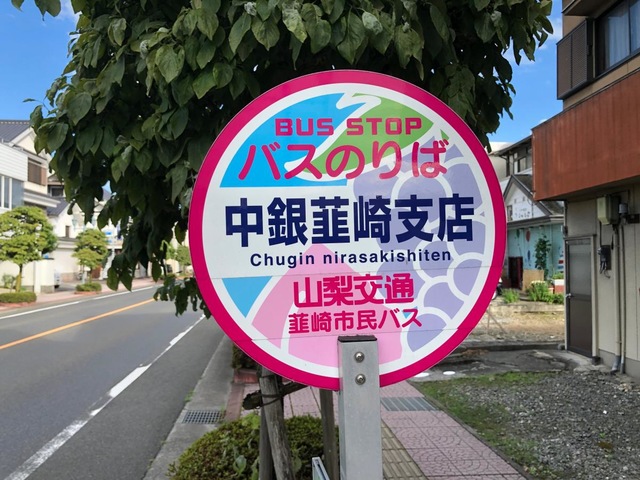 BUS STOP
バスのりば
中銀韮崎支店
Chugin nirasakishiten
山梨交通
韮崎市民バス